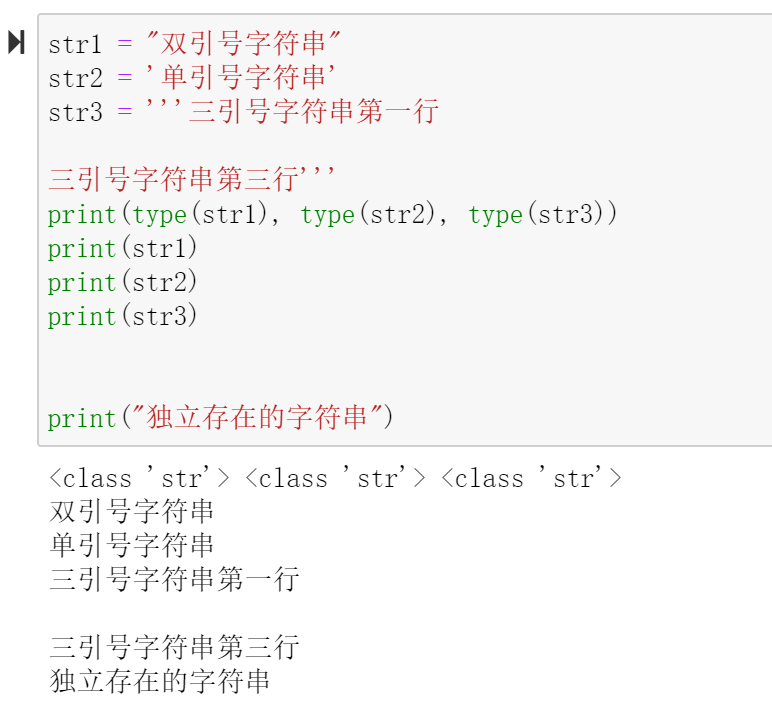 str1 = "双引号字符串"
str2 = '单引号字符串'
str3 = '''三引号字符串第一行
三引号字符串第三行'''
print(type(str1), type(str2), type(str3))
print(str1)
print(str2)
print(str3)
print("独立存在的字符串")
<class 'str'> <class 'str'> <class 'str'>
双引号字符串
单引号字符串
三引号字符串第一行
三引号字符串第三行
独立存在的字符串